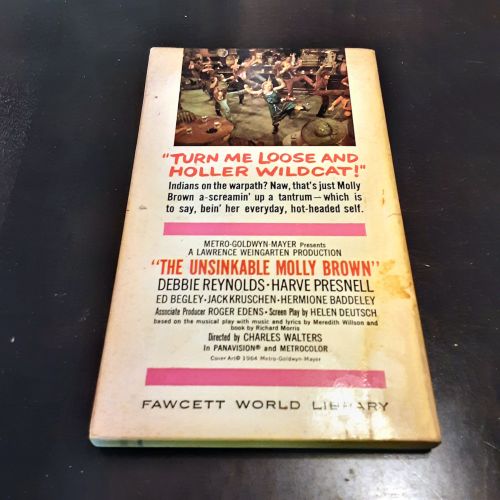 "TURN ME LOOSE AND
HOLLER WILDCAT!"
Indians on the warpath? Naw, that's just Molly
Brown a-screamin' up a tantrum—which is
to say, bein' her everyday, hot-headed self.
METRO-GOLDWYN-MAYER Presents
A LAWRENCE WEINGARTEN PRODUCTION
"THE UNSINKABLE MOLLY BROWN"
DEBBIE REYNOLDS·HARVE PRESNELL
ED BEGLEY·JACK KRUSCHEN·HERMIONE BADDELEY
Associate Producer ROGER EDENS·Screen Play by HELEN DEUTSCH
based on the musical play with music and lyrics by Meredith Willson and
book by Richard Morris
Directed by CHARLES WALTERS
In PANAVISION® and METROCOLOR
Cover Art© 1964 Metro-Goldwyn-Mayer
FAWCETT WORLD LIBRARY